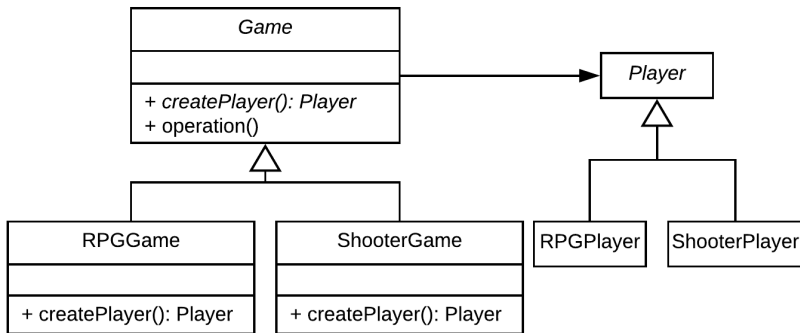 Game
+ createPlayer(): Player
+ operation()
Player
RPGGame
+ createPlayer(): Player
ShooterGame
+ createPlayer(): Player
RPGPlayer
ShooterPlayer